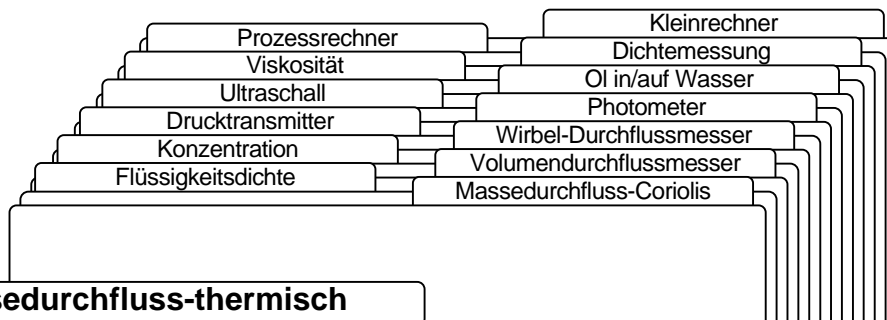 Kleinrechner
Prozessrechner
Dichtemessung
Viskosität
Ol in/auf Wasser
Ultraschall
Photometer
Drucktransmitter
Wirbel-Durchflussmesser
Konzentration
Volumendurchflussmesser
Flüssigkeitsdichte
Massedurchfluss-Coriolis
sedurchfluss-thermisch